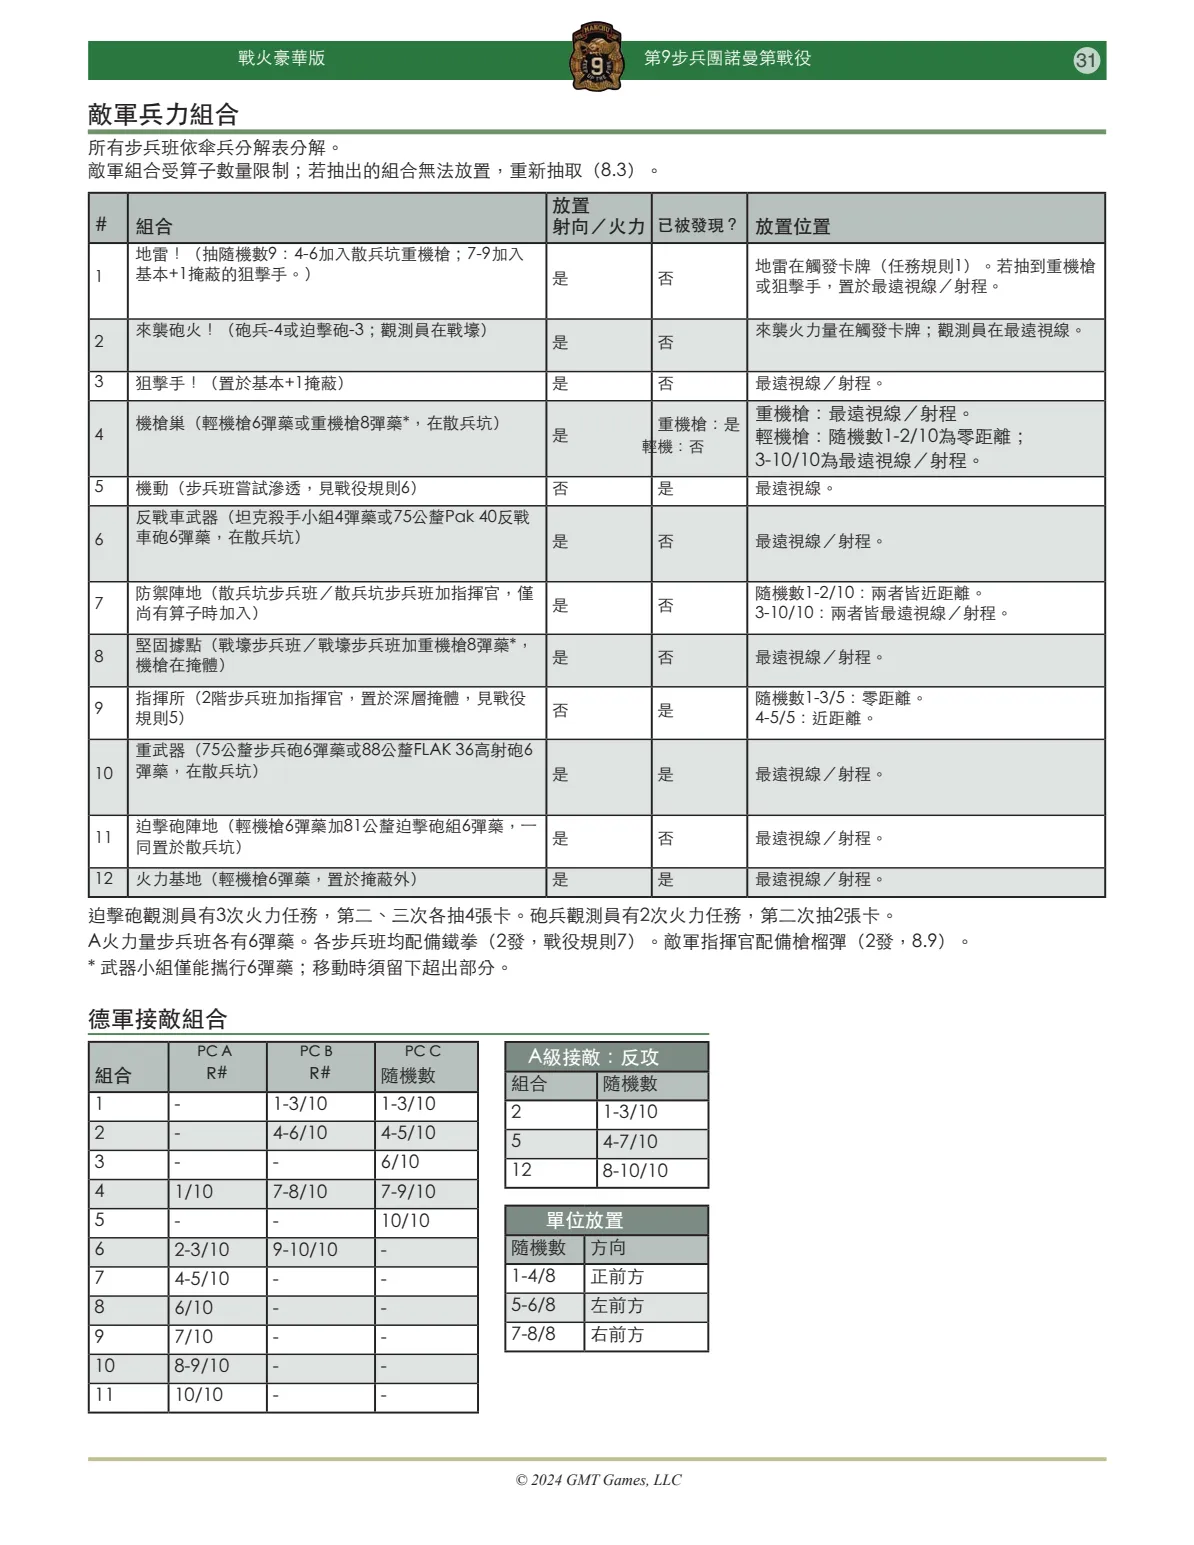 戰火豪華版
MANCHU
9
第9步兵團諾曼第戰役
31
敵軍兵力組合
所有步兵班依傘兵分解表分解。
敵軍組合受算子數量限制；若抽出的組合無法放置，重新抽取（8.3）。
# 組合 放置 射向／火力 已被發現？ 放置位置
1 地雷！（抽隨機數9：4-6加入散兵坑重機槍；7-9加入
基本+1掩蔽的狙擊手。） 是 否 地雷在觸發卡牌（任務規則1）。若抽到重機槍
或狙擊手，置於最遠視線／射程。
2 來襲砲火！（砲兵-4或迫擊砲-3；觀測員在戰壕） 是 否 來襲火力量在觸發卡牌；觀測員在最遠視線。
3 狙擊手！（置於基本+1掩蔽） 是 否 最遠視線／射程。
4 機槍巢（輕機槍6彈藥或重機槍8彈藥*，在散兵坑） 是 重機槍：是
輕機：否 重機槍：最遠視線／射程。
輕機槍：隨機數1-2/10為零距離；
3-10/10為最遠視線／射程。
5 機動（步兵班嘗試滲透，見戰役規則6） 否 是 最遠視線。
6 反戰車武器（坦克殺手小組4彈藥或75公釐Pak 40反戰
車砲6彈藥，在散兵坑） 是 否 最遠視線／射程。
7 防禦陣地（散兵坑步兵班／散兵坑步兵班加指揮官，僅
尚有算子時加入） 是 否 隨機數1-2/10：兩者皆近距離。
3-10/10：兩者皆最遠視線／射程。
8 堅固據點（戰壕步兵班／戰壕步兵班加重機槍8彈藥*，
機槍在掩體） 是 否 最遠視線／射程。
9 指揮所（2階步兵班加指揮官，置於深層掩體，見戰役
規則5） 否 是 隨機數1-3/5：零距離。
4-5/5：近距離。
10 重武器（75公釐步兵砲6彈藥或88公釐FLAK 36高射砲6
彈藥，在散兵坑） 是 是 最遠視線／射程。
11 迫擊砲陣地（輕機槍6彈藥加81公釐迫擊砲組6彈藥，一
同置於散兵坑） 是 否 最遠視線／射程。
12 火力基地（輕機槍6彈藥，置於掩蔽外） 是 是 最遠視線／射程。
迫擊砲觀測員有3次火力任務，第二、三次各抽4張卡。砲兵觀測員有2次火力任務，第二次抽2張卡。
A火力量步兵班各有6彈藥。各步兵班均配備鐵拳（2發，戰役規則7）。敵軍指揮官配備槍榴彈（2發，8.9）。
* 武器小組僅能攜行6彈藥；移動時須留下超出部分。
德軍接敵組合
組合 PC A R# PC B R# PC C 隨機數
1 - 1-3/10 1-3/10
2 - 4-6/10 4-5/10
3 - - 6/10
4 1/10 7-8/10 7-9/10
5 - - 10/10
6 2-3/10 9-10/10 -
7 4-5/10 - -
8 6/10 - -
9 7/10 - -
10 8-9/10 - -
11 10/10 - -
A級接敵：反攻
組合 隨機數
2 1-3/10
5 4-7/10
12 8-10/10
單位放置
隨機數 方向
1-4/8 正前方
5-6/8 左前方
7-8/8 右前方
© 2024 GMT Games, LLC